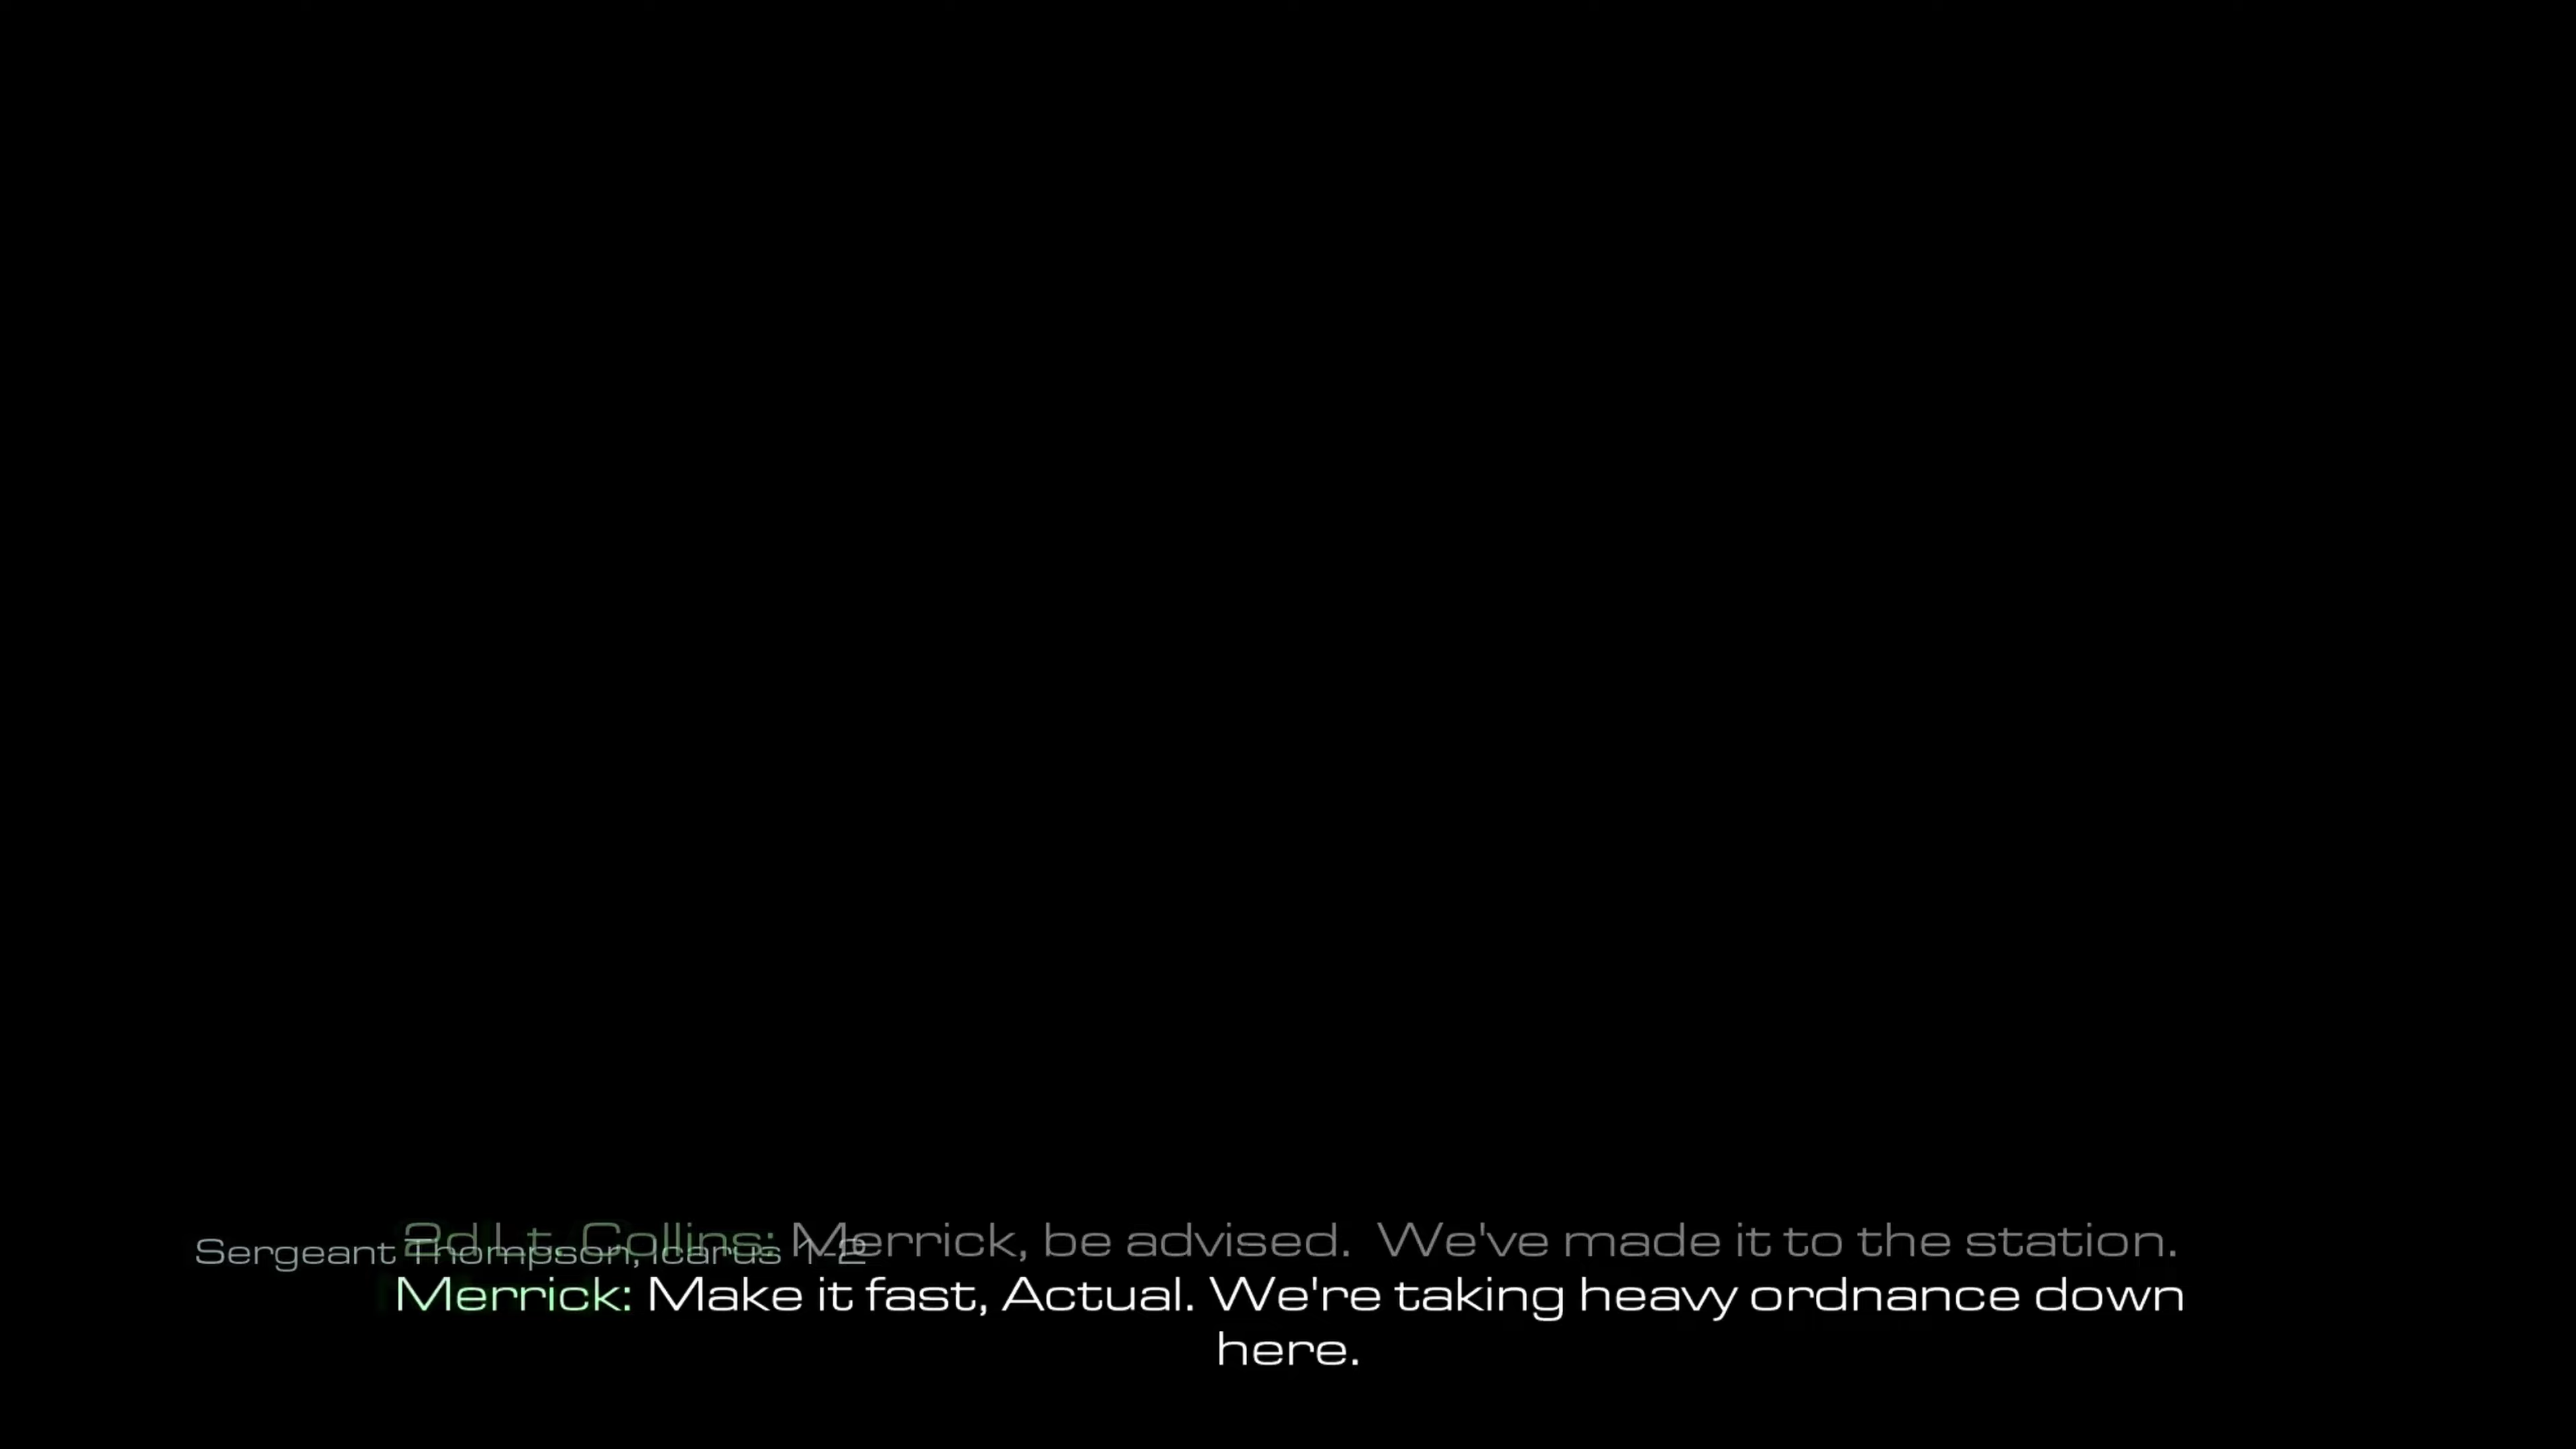 2d Lt. Collins: Merrick, be advised.  We've made it to the station.
Sergeant Thompson, Icarus 1-2
Merrick: Make it fast, Actual. We're taking heavy ordnance down
here.